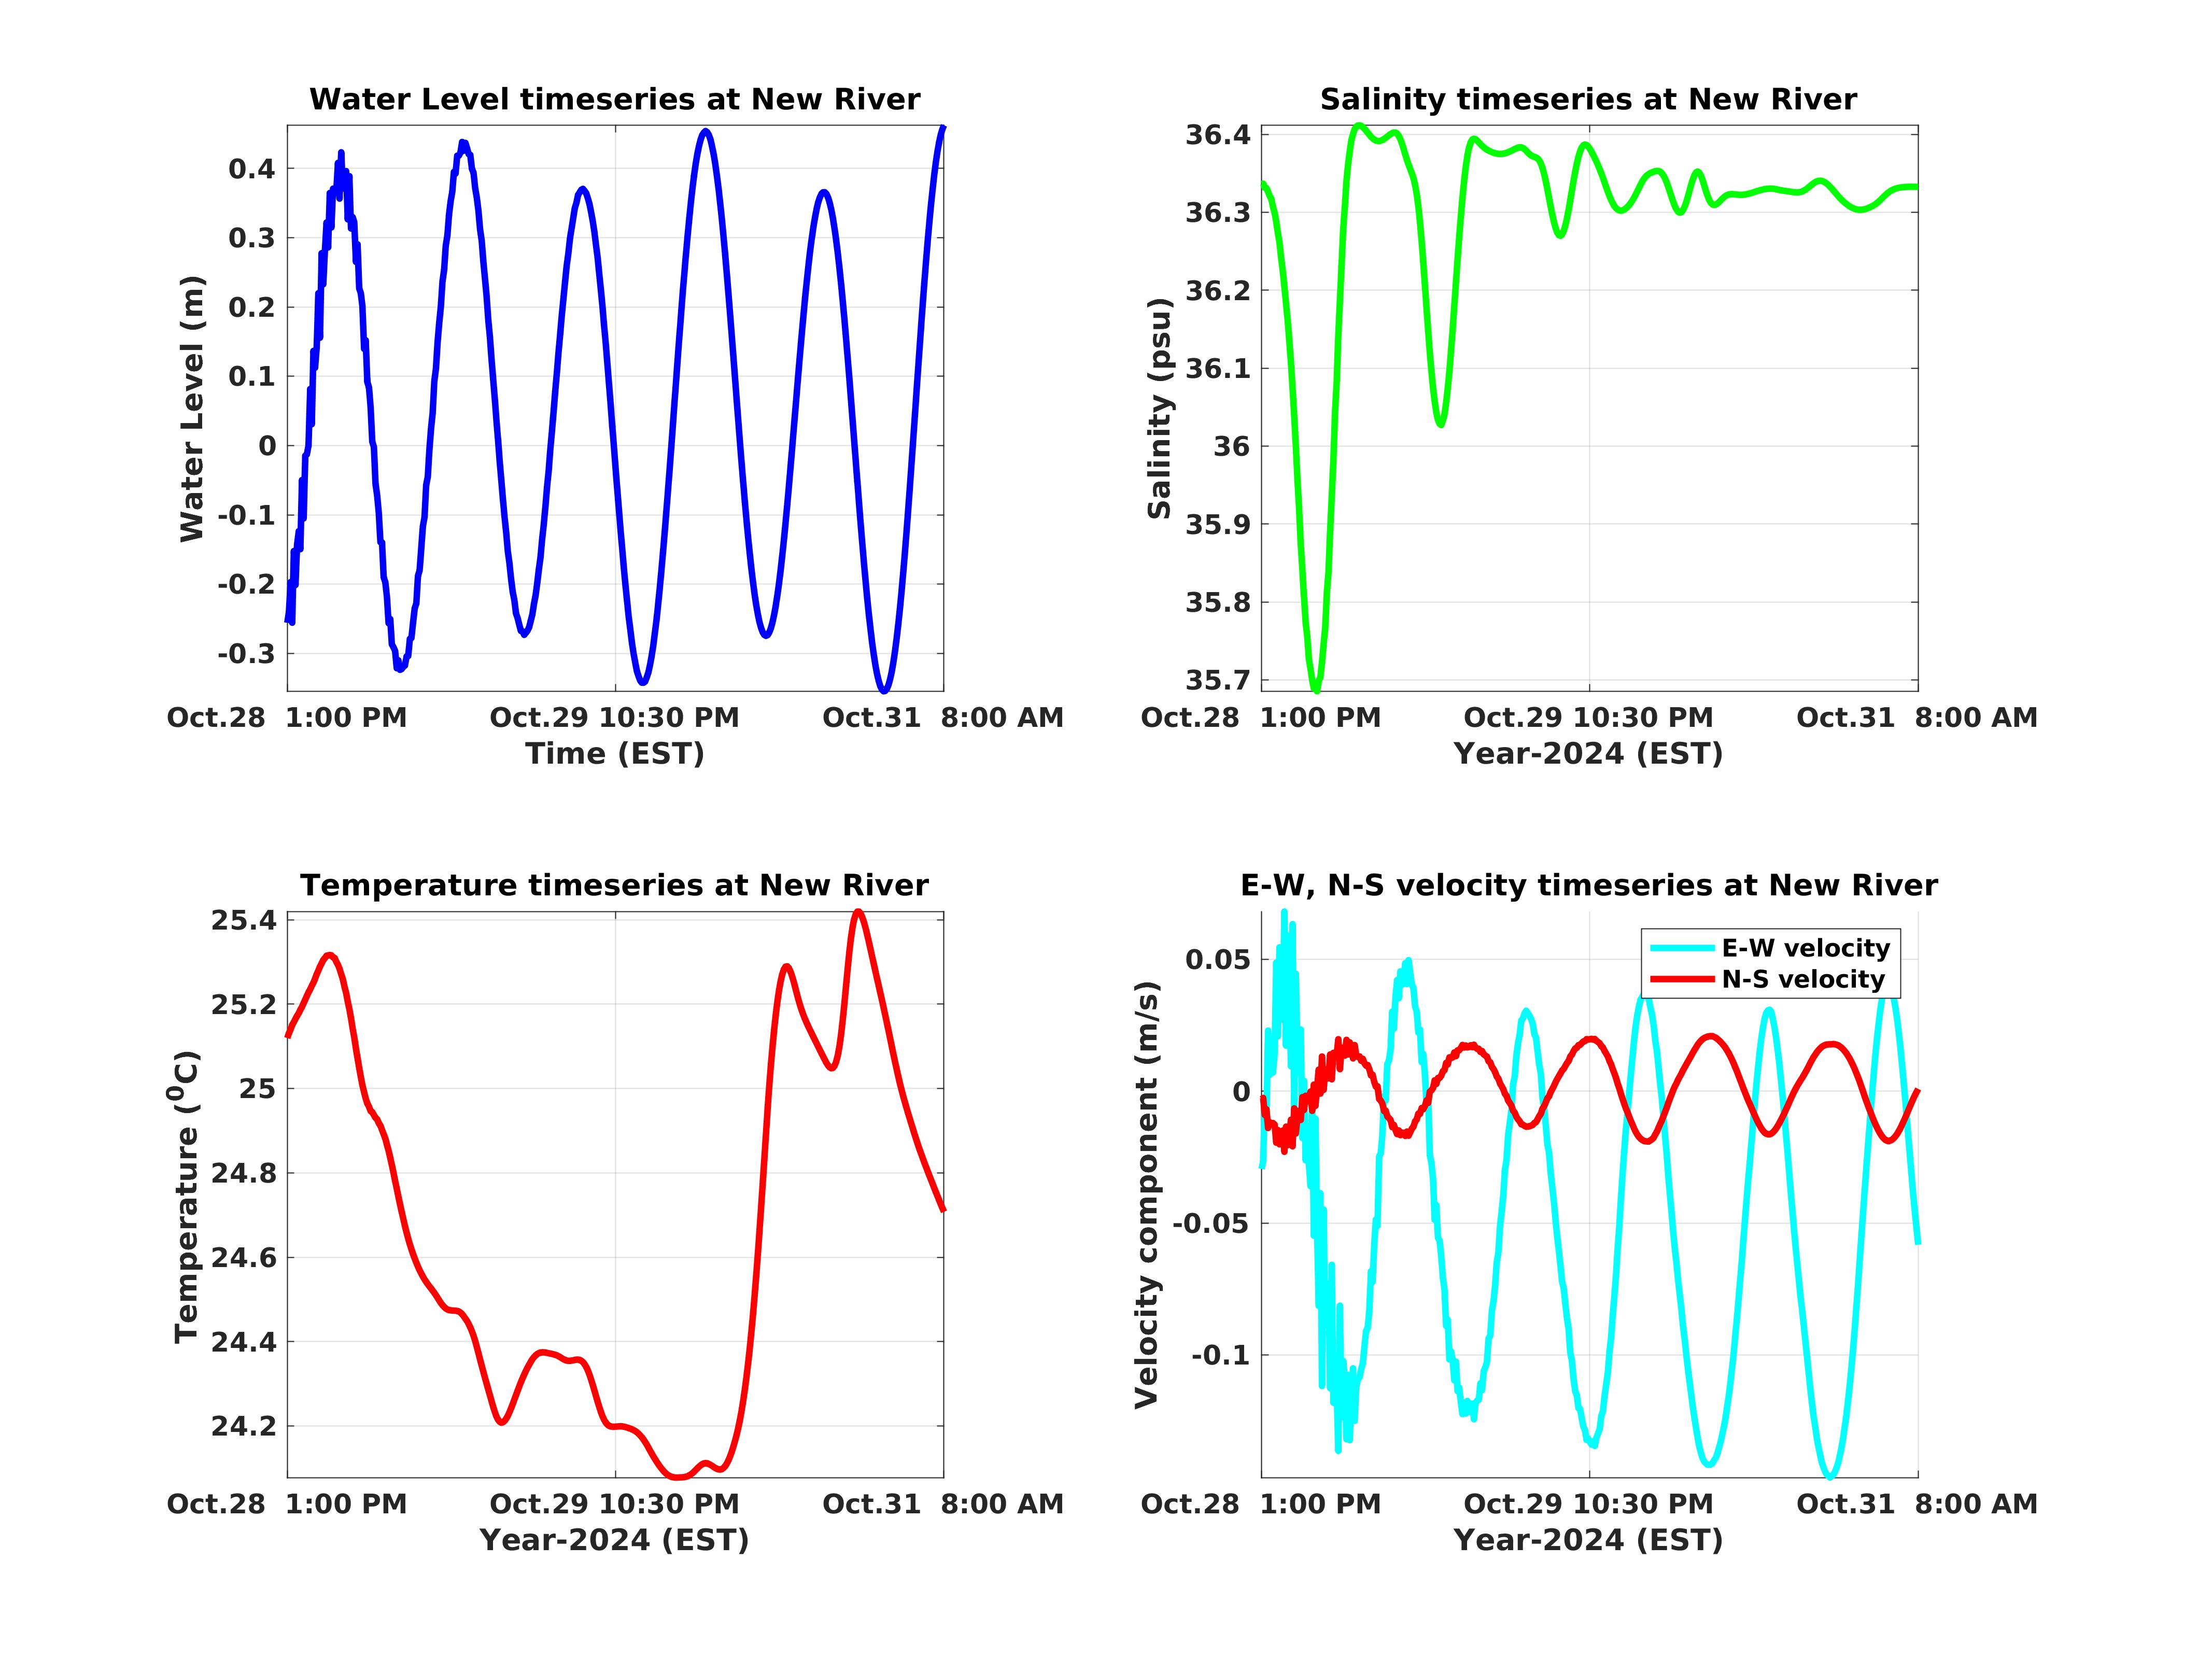 Water Level timeseries at New River
Water Level (m)
0.4
0.3
0.2
0.1
0
-0.1
-0.2
-0.3
Oct.28 1:00 PM Oct.29 10:30 PM Oct.31 8:00 AM
Time (EST)
Salinity timeseries at New River
Salinity (psu)
36.4
36.3
36.2
36.1
36
35.9
35.8
35.7
Oct.28 1:00 PM Oct.29 10:30 PM Oct.31 8:00 AM
Year-2024 (EST)
Temperature timeseries at New River
Temperature (⁰C)
25.4
25.2
25
24.8
24.6
24.4
24.2
Oct.28 1:00 PM Oct.29 10:30 PM Oct.31 8:00 AM
Year-2024 (EST)
E-W, N-S velocity timeseries at New River
Velocity component (m/s)
0.05
0
-0.05
-0.1
E-W velocity
N-S velocity
Oct.28 1:00 PM Oct.29 10:30 PM Oct.31 8:00 AM
Year-2024 (EST)